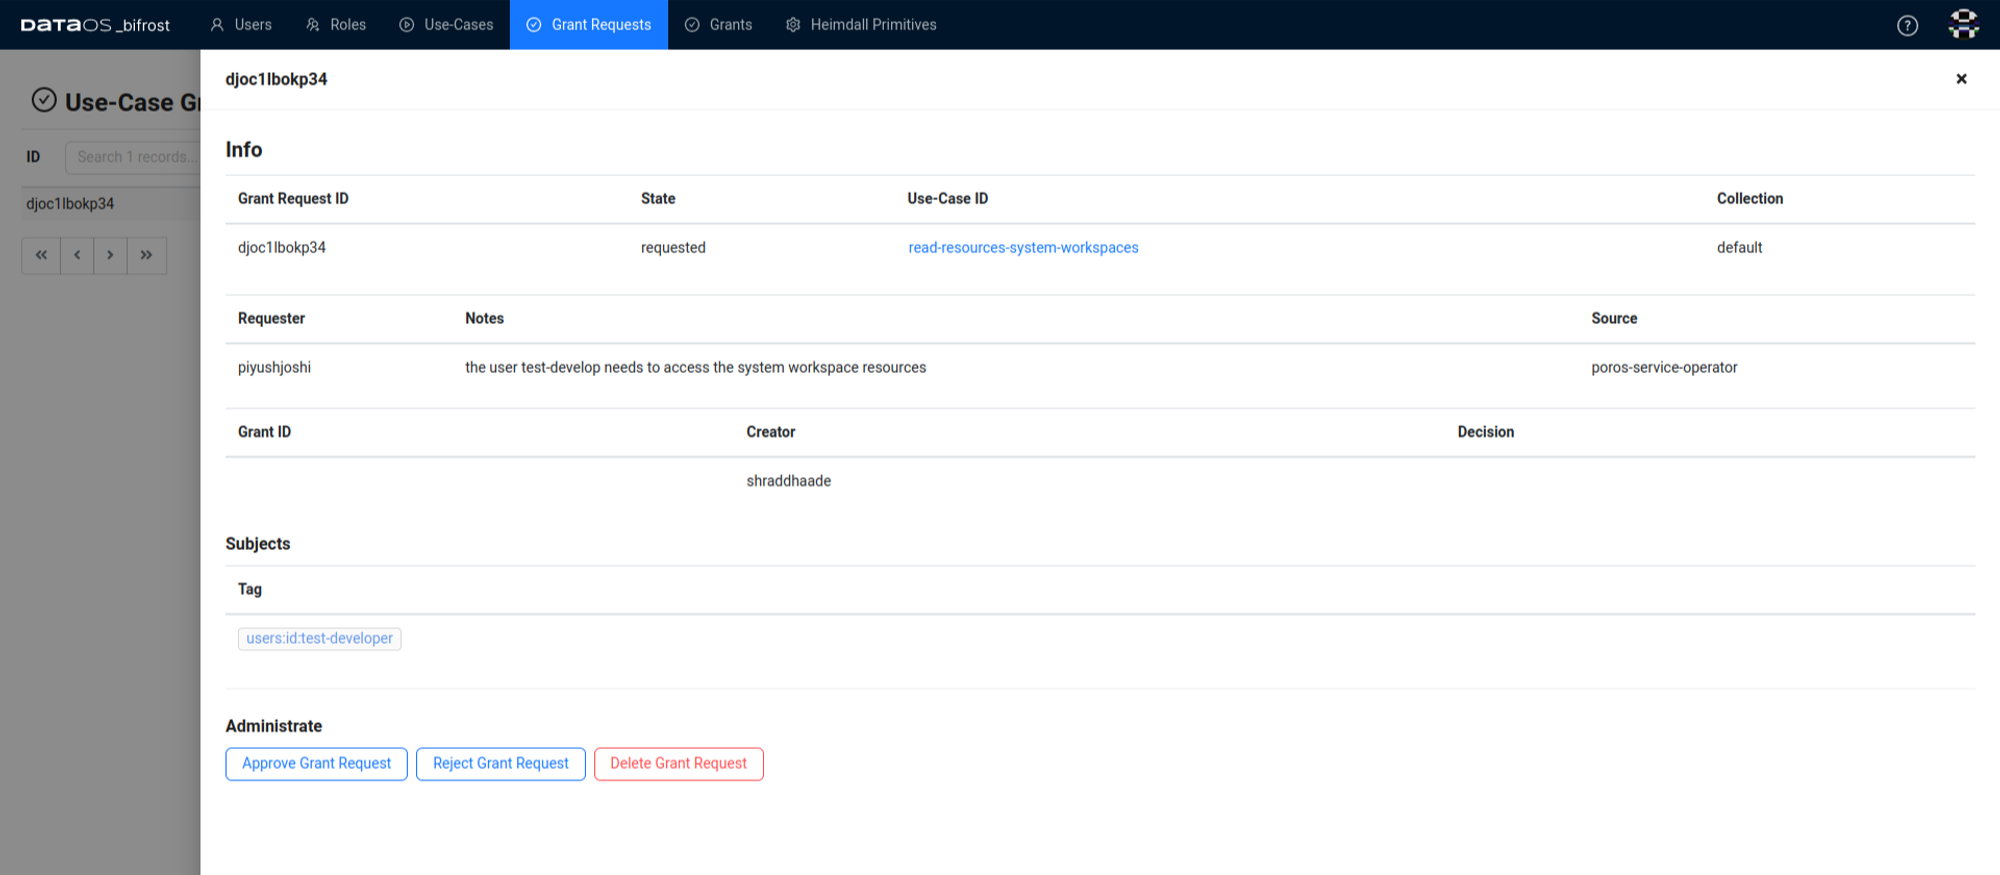 DATAOS_bifrost Users Roles Use-Cases Grant Requests Grants Heimdall Primitives ?
Use-Case Gr
ID Search 1 records...
djoc1lbokp34
« ‹ › »
djoc1lbokp34 ×
Info
Grant Request ID State Use-Case ID Collection
djoc1lbokp34 requested read-resources-system-workspaces default
Requester Notes Source
piyushjoshi the user test-develop needs to access the system workspace resources poros-service-operator
Grant ID Creator Decision
shraddhaade
Subjects
Tag
users:id:test-developer
Administrate
Approve Grant Request Reject Grant Request Delete Grant Request